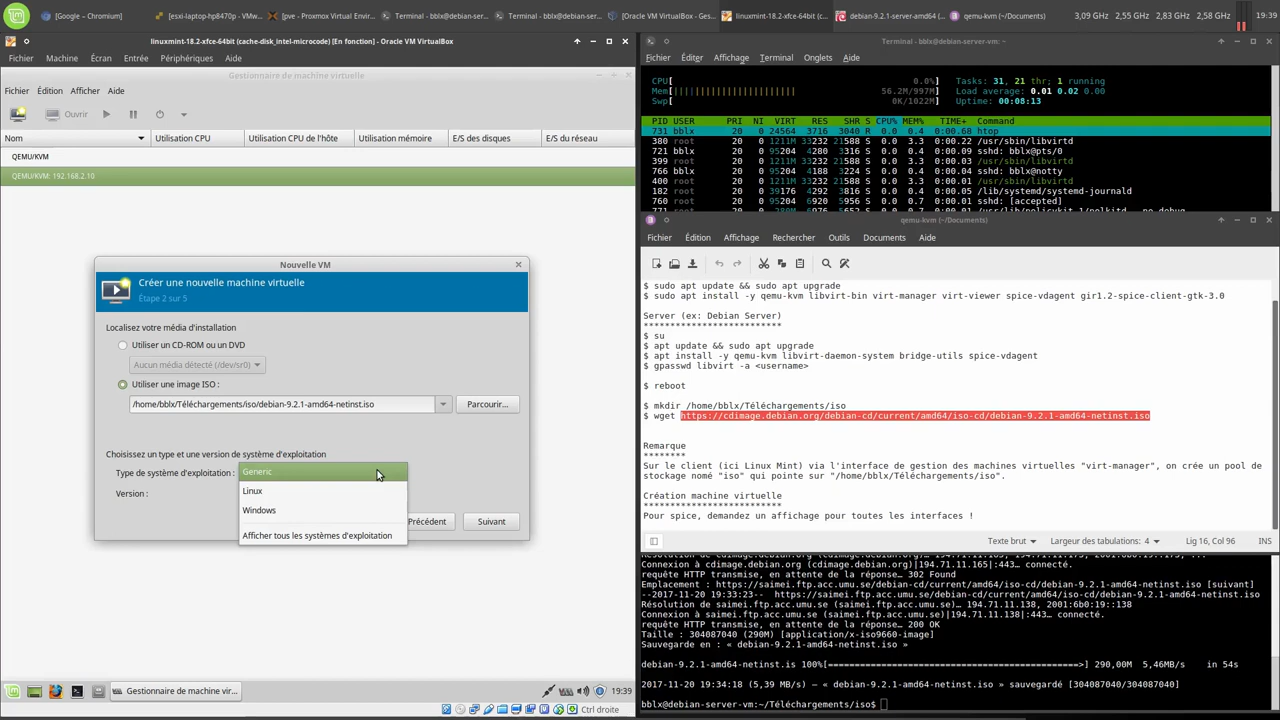 [Google – Chromium]
[esxi-laptop-hp8470p - VMw...
[pve - Proxmox Virtual Envir...
Terminal - bblx@debian-ser...
Terminal - bblx@debian-ser...
[Oracle VM VirtualBox - Ges...
linuxmint-18.2-xfce-64bit (c...
debian-9.2.1-server-amd64 (...
qemu-kvm (~/Documents)
3,09 GHz 2,55 GHz 2,83 GHz 2,58 GHz
19:39
linuxmint-18.2-xfce-64bit (cache-disk_intel-microcode) [En fonction] - Oracle VM VirtualBox
Fichier Machine Écran Entrée Périphériques Aide
Gestionnaire de machine virtuelle
Fichier Édition Afficher Aide
Ouvrir
Nom Utilisation CPU Utilisation CPU de l'hôte Utilisation mémoire E/S des disques E/S du réseau
QEMU/KVM
QEMU/KVM: 192.168.2.10
Nouvelle VM
Créer une nouvelle machine virtuelle
Étape 2 sur 5
Localisez votre média d'installation
Utiliser un CD-ROM ou un DVD
Aucun média détecté (/dev/sr0)
Utiliser une image ISO :
/home/bblx/Téléchargements/iso/debian-9.2.1-amd64-netinst.iso
Parcourir...
Choisissez un type et une version de système d'exploitation
Type de système d'exploitation :
Generic
Linux
Version :
Windows
Précédent
Suivant
Afficher tous les systèmes d'exploitation
Gestionnaire de machine vir...
19:39
Ctrl droite
Terminal - bblx@debian-server-vm: ~
Fichier Éditer Affichage Terminal Onglets Aide
CPU[ 0.0%] Tasks: 31, 21 thr; 1 running
Mem[|||||||||||||||||||||| 56.2M/997M] Load average: 0.01 0.02 0.00
Swp[ 0K/1022M] Uptime: 00:08:13
PID USER PRI NI VIRT RES SHR S CPU% MEM% TIME+ Command
731 bblx 20 0 24564 3716 3040 R 0.0 0.4 0:00.68 htop
380 root 20 0 1211M 33232 21588 S 0.0 3.3 0:00.22 /usr/sbin/libvirtd
721 bblx 20 0 95204 4280 3316 S 0.0 0.4 0:00.09 sshd: bblx@pts/0
399 root 20 0 1211M 33232 21588 S 0.0 3.3 0:00.03 /usr/sbin/libvirtd
766 bblx 20 0 95204 4188 3224 S 0.0 0.4 0:00.01 sshd: bblx@notty
400 root 20 0 1211M 33232 21588 S 0.0 3.3 0:00.01 /usr/sbin/libvirtd
182 root 20 0 39176 4316 4016 S 0.0 0.4 0:00.05 /lib/systemd/systemd-journald
760 root 20 0 95204 6920 5956 S 0.0 0.7 0:00.01 sshd: [accepted]
qemu-kvm (~/Documents)
Fichier Édition Affichage Rechercher Outils Documents Aide
$ sudo apt update && sudo apt upgrade
$ sudo apt install -y qemu-kvm libvirt-bin virt-manager virt-viewer spice-vdagent gir1.2-spice-client-gtk-3.0
Server (ex: Debian Server)
*************************
$ su
$ apt update && sudo apt upgrade
$ apt install -y qemu-kvm libvirt-daemon-system bridge-utils spice-vdagent
$ gpasswd libvirt -a <username>
$ reboot
$ mkdir /home/bblx/Téléchargements/iso
$ wget https://cdimage.debian.org/debian-cd/current/amd64/iso-cd/debian-9.2.1-amd64-netinst.iso
Remarque
********
Sur le client (ici Linux Mint) via l'interface de gestion des machines virtuelles "virt-manager", on crée un pool de
stockage nomé "iso" qui pointe sur "/home/bblx/Téléchargements/iso".
Création machine virtuelle
*************************
Pour spice, demandez un affichage pour toutes les interfaces !
Texte brut Largeur des tabulations: 4 Lig 16, Col 96 INS
Connexion à cdimage.debian.org (cdimage.debian.org)|194.71.11.165|:443… connecté.
requête HTTP transmise, en attente de la réponse… 302 Found
Emplacement : https://saimei.ftp.acc.umu.se/debian-cd/current/amd64/iso-cd/debian-9.2.1-amd64-netinst.iso [suivant]
--2017-11-20 19:33:23-- https://saimei.ftp.acc.umu.se/debian-cd/current/amd64/iso-cd/debian-9.2.1-amd64-netinst.iso
Résolution de saimei.ftp.acc.umu.se (saimei.ftp.acc.umu.se)… 194.71.11.138, 2001:6b0:19::138
Connexion à saimei.ftp.acc.umu.se (saimei.ftp.acc.umu.se)|194.71.11.138|:443… connecté.
requête HTTP transmise, en attente de la réponse… 200 OK
Taille : 304087040 (290M) [application/x-iso9660-image]
Sauvegarde en : « debian-9.2.1-amd64-netinst.iso »
debian-9.2.1-amd64-netinst.is 100%[===========================================>] 290,00M 5,46MB/s in 54s
2017-11-20 19:34:18 (5,39 MB/s) — « debian-9.2.1-amd64-netinst.iso » sauvegardé [304087040/304087040]
bblx@debian-server-vm:~/Téléchargements/iso$